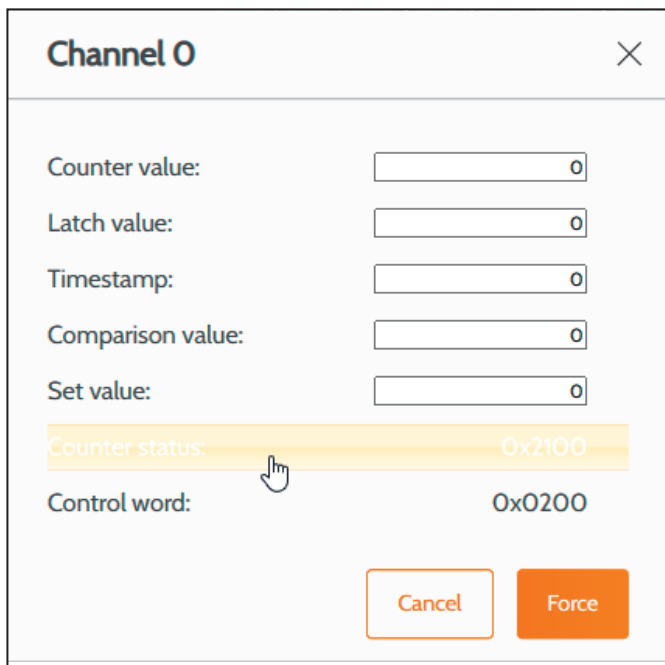 Channel 0
Counter value: 0
Latch value: 0
Timestamp: 0
Comparison value: 0
Set value: 0
Counter status: 0x2100
Control word: 0x0200
Cancel Force